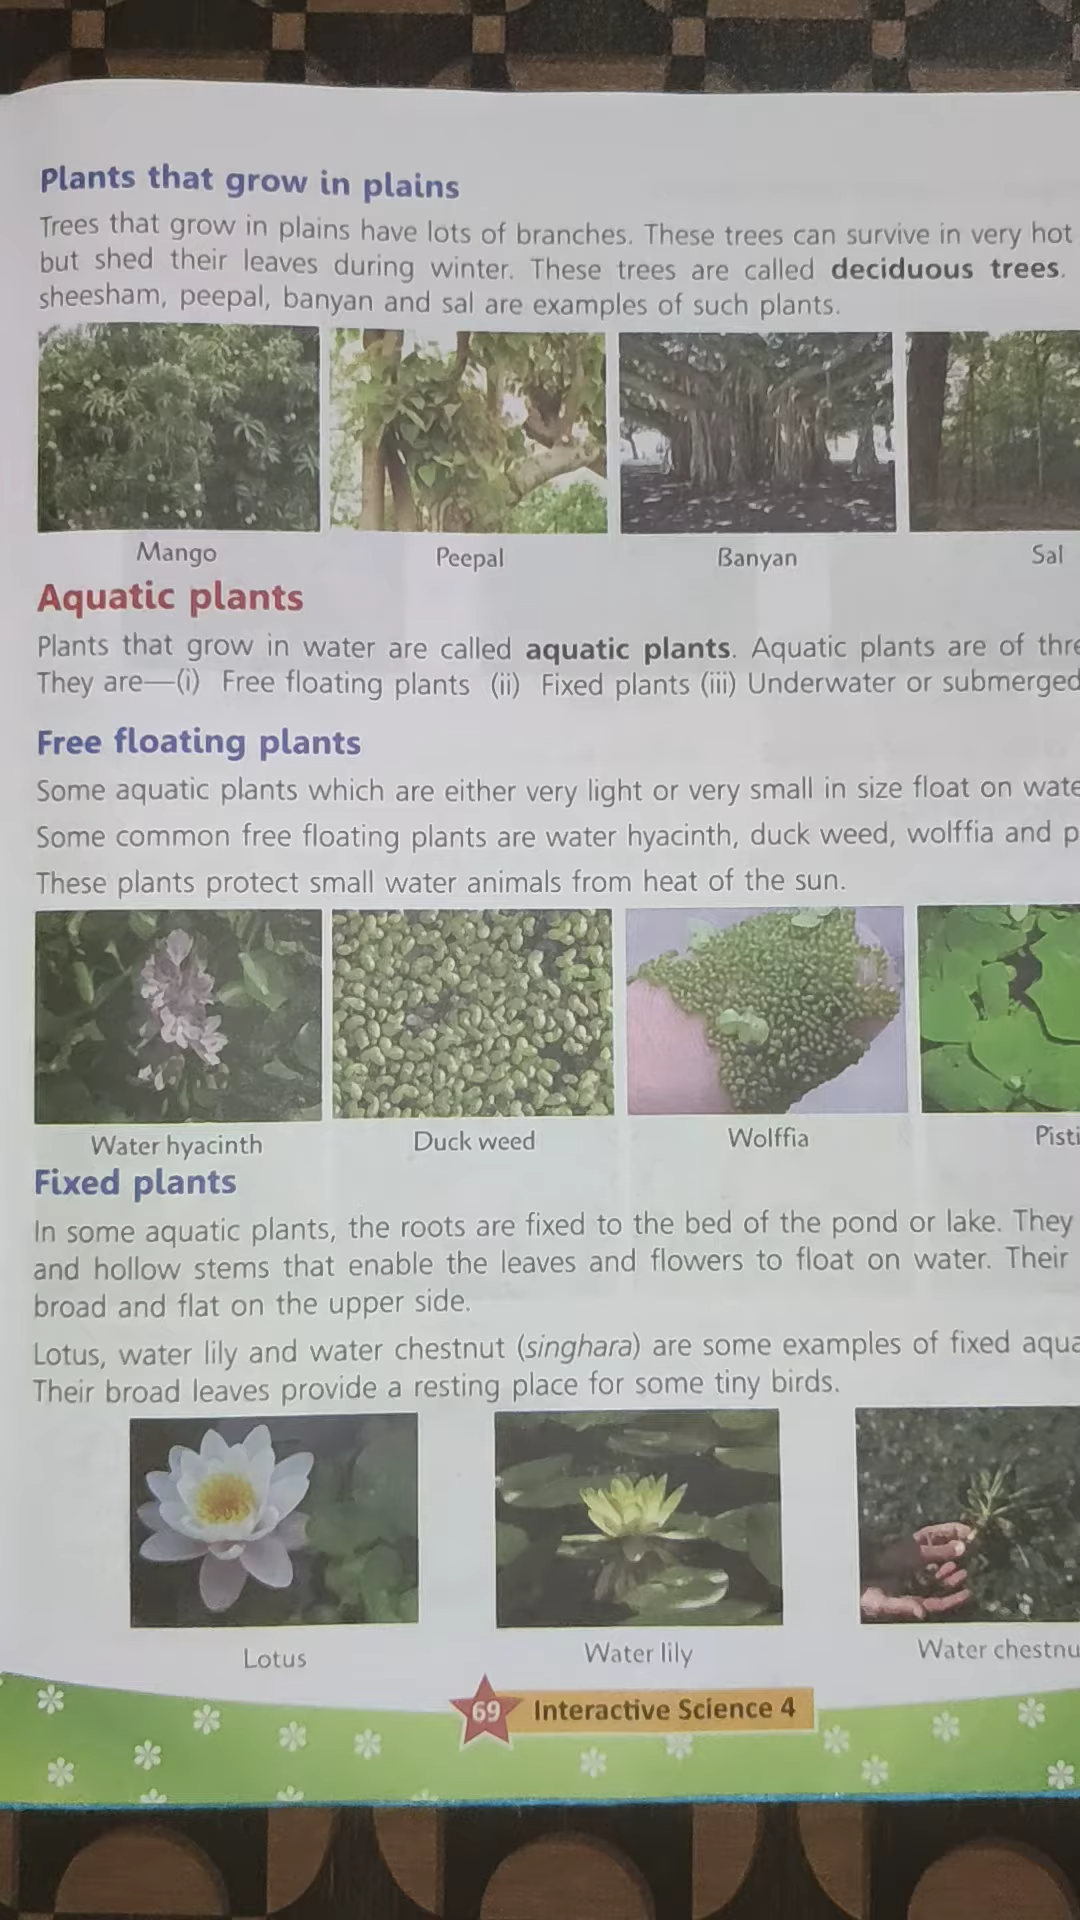 Plants that grow in plains
Trees that grow in plains have lots of branches. These trees can survive in very hot
but shed their leaves during winter. These trees are called deciduous trees.
sheesham, peepal, banyan and sal are examples of such plants.
Mango Peepal Banyan Sal
Aquatic plants
Plants that grow in water are called aquatic plants. Aquatic plants are of
They are—(i) Free floating plants (ii) Fixed plants (iii) Underwater or submerged
Free floating plants
Some aquatic plants which are either very light or very small in size float on
Some common free floating plants are water hyacinth, duck weed, wolffia and
These plants protect small water animals from heat of the sun.
Water hyacinth Duck weed Wolffia
Fixed plants
In some aquatic plants, the roots are fixed to the bed of the pond or lake. They
and hollow stems that enable the leaves and flowers to float on water. Their
broad and flat on the upper side.
Lotus, water lily and water chestnut (singhara) are some examples of fixed
Their broad leaves provide a resting place for some tiny birds.
Lotus Water lily Water
69 Interactive Science 4